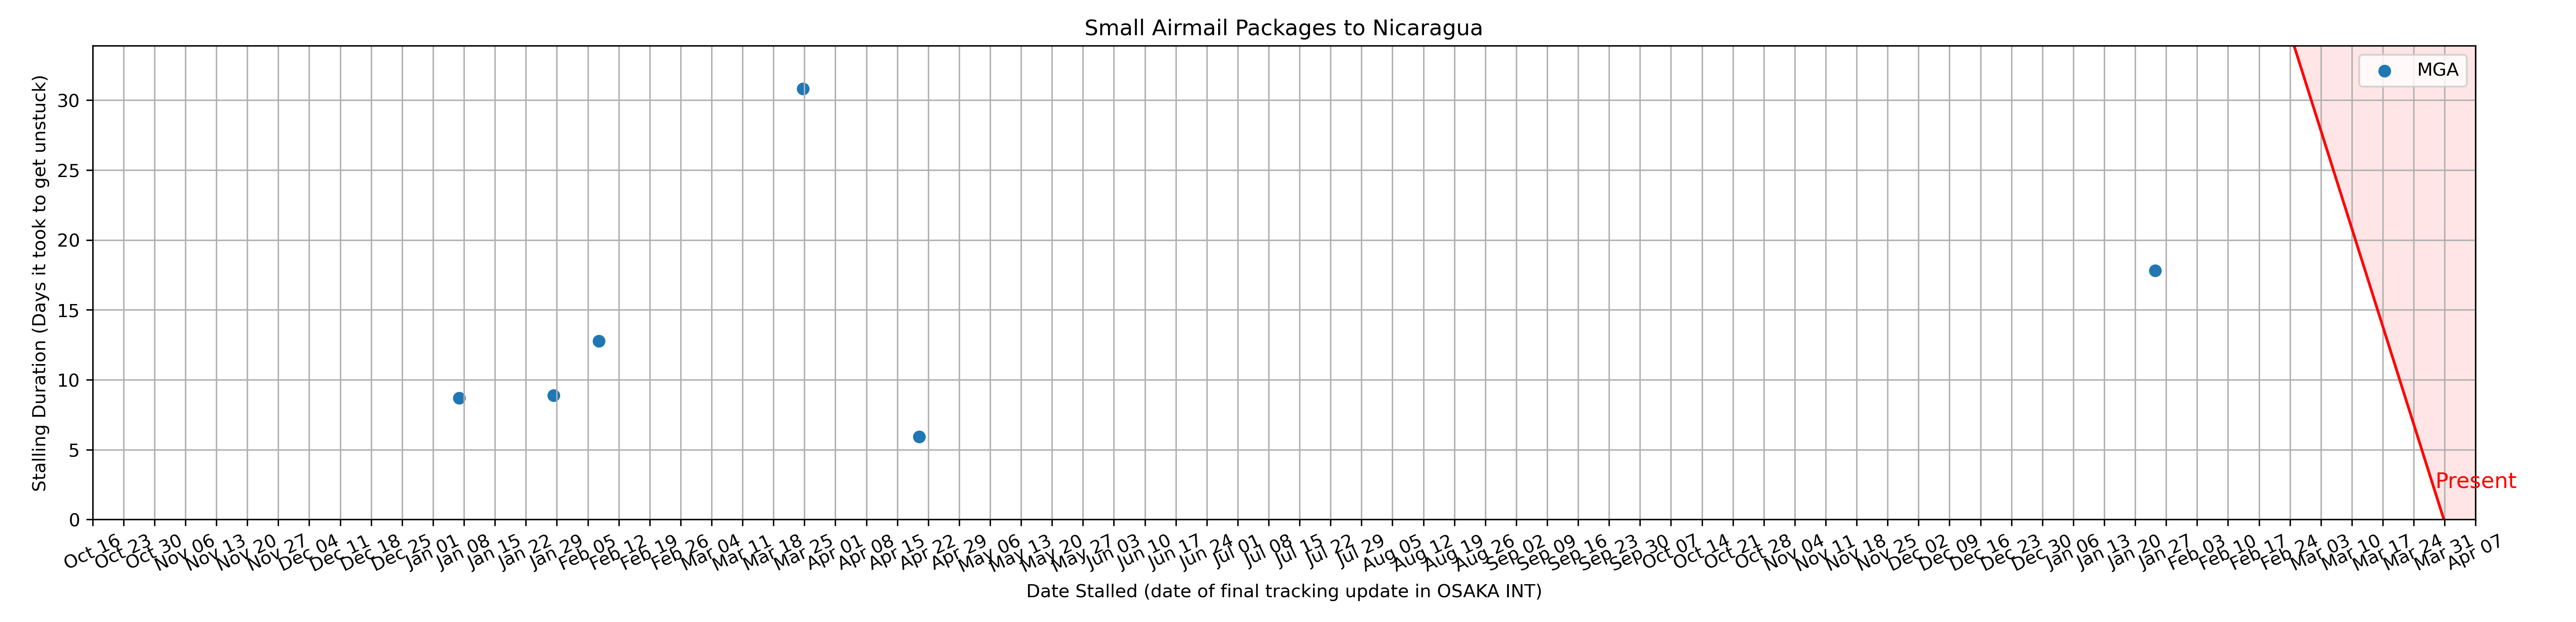 Small Airmail Packages to Nicaragua
MGA
Stalling Duration (Days it took to get unstuck)
30
25
20
15
10
5
0
Present
Oct 16 Oct 23 Oct 30 Nov 06 Nov 13 Nov 20 Nov 27 Dec 04 Dec 11 Dec 18 Dec 25 Jan 01 Jan 08 Jan 15 Jan 22 Jan 29 Feb 05 Feb 12 Feb 19 Feb 26 Mar 04 Mar 11 Mar 18 Mar 25 Apr 01 Apr 08 Apr 15 Apr 22 Apr 29 May 06 May 13 May 20 May 27 Jun 03 Jun 10 Jun 17 Jun 24 Jul 01 Jul 08 Jul 15 Jul 22 Jul 29 Aug 05 Aug 12 Aug 19 Aug 26 Sep 02 Sep 09 Sep 16 Sep 23 Sep 30 Oct 07 Oct 14 Oct 21 Oct 28 Nov 04 Nov 11 Nov 18 Nov 25 Dec 02 Dec 09 Dec 16 Dec 23 Dec 30 Jan 06 Jan 13 Jan 20 Jan 27 Feb 03 Feb 10 Feb 17 Feb 24 Mar 03 Mar 10 Mar 17 Mar 24 Mar 31 Apr 07
Date Stalled (date of final tracking update in OSAKA INT)